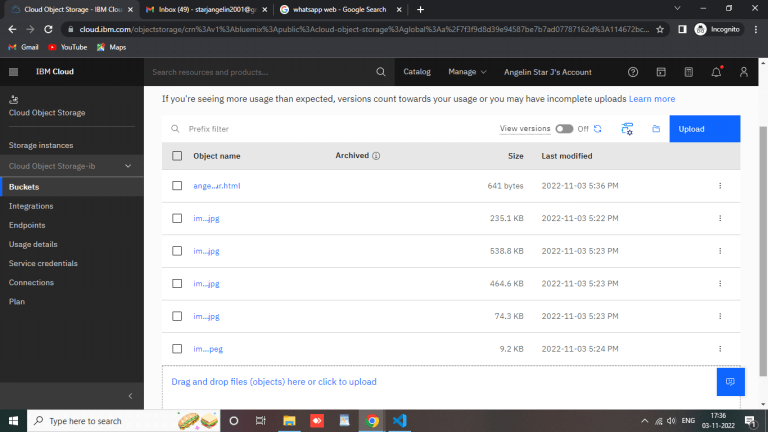 Cloud Object Storage - IBM Clou
Inbox (49) - starjangelin2001@g
whatsapp web - Google Search
cloud.ibm.com/objectstorage/crn%3Av1%3Abluemix%3Apublic%3Acloud-object-storage%3Aglobal%3Aa%2F7f3f9d8d39e94587be7b7ad07787162d%3A114672bc...
Incognito
Gmail
YouTube
Maps
IBM Cloud
Search resources and products...
Catalog
Manage
Angelin Star J's Account
Cloud Object Storage
Storage instances
Cloud Object Storage-ib
Buckets
Integrations
Endpoints
Usage details
Service credentials
Connections
Plan
If you're seeing more usage than expected, versions count towards your usage or you may have incomplete uploads Learn more
Prefix filter
View versions
Off
Upload
Object name
Archived
Size
Last modified
ange...r.html 641 bytes 2022-11-03 5:36 PM
im...jpg 235.1 KB 2022-11-03 5:22 PM
im...jpg 538.8 KB 2022-11-03 5:23 PM
im...jpg 464.6 KB 2022-11-03 5:23 PM
im...jpg 74.3 KB 2022-11-03 5:23 PM
im...peg 9.2 KB 2022-11-03 5:24 PM
Drag and drop files (objects) here or click to upload
Type here to search
ENG
17:36
03-11-2022